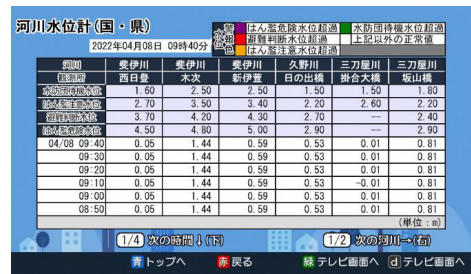 河川水位計(国・県)
2022年04月08日 09時40分
警報水位色
はん濫危険水位超過 水防団待機水位超過
避難判断水位超過 上記以外の正常値
はん濫注意水位超過
河川 斐伊川 斐伊川 斐伊川 久野川 三刀屋川 三刀屋川
観測所 西日登 木次 新伊萱 日の出橋 掛合大橋 坂山橋
水防団待機水位 1.60 2.50 2.50 1.50 1.50 1.80
はん濫注意水位 2.70 3.50 3.40 2.20 2.60 2.20
避難判断水位 3.70 4.20 4.30 2.70 -- 2.40
はん濫危険水位 4.50 4.80 5.00 2.90 -- 2.90
04/08 09:40 0.05 1.44 0.59 0.53 0.01 0.81
09:30 0.05 1.44 0.59 0.53 0.01 0.81
09:20 0.05 1.44 0.59 0.53 0.01 0.81
09:10 0.05 1.44 0.59 0.53 -0.01 0.81
09:00 0.05 1.44 0.59 0.53 0.01 0.81
08:50 0.05 1.44 0.59 0.53 0.01 0.81
(単位:m)
1/4 次の時間↓(下) 1/2 次の河川→(右)
青 トップへ 赤 戻る 緑 テレビ画面へ d テレビ画面へ